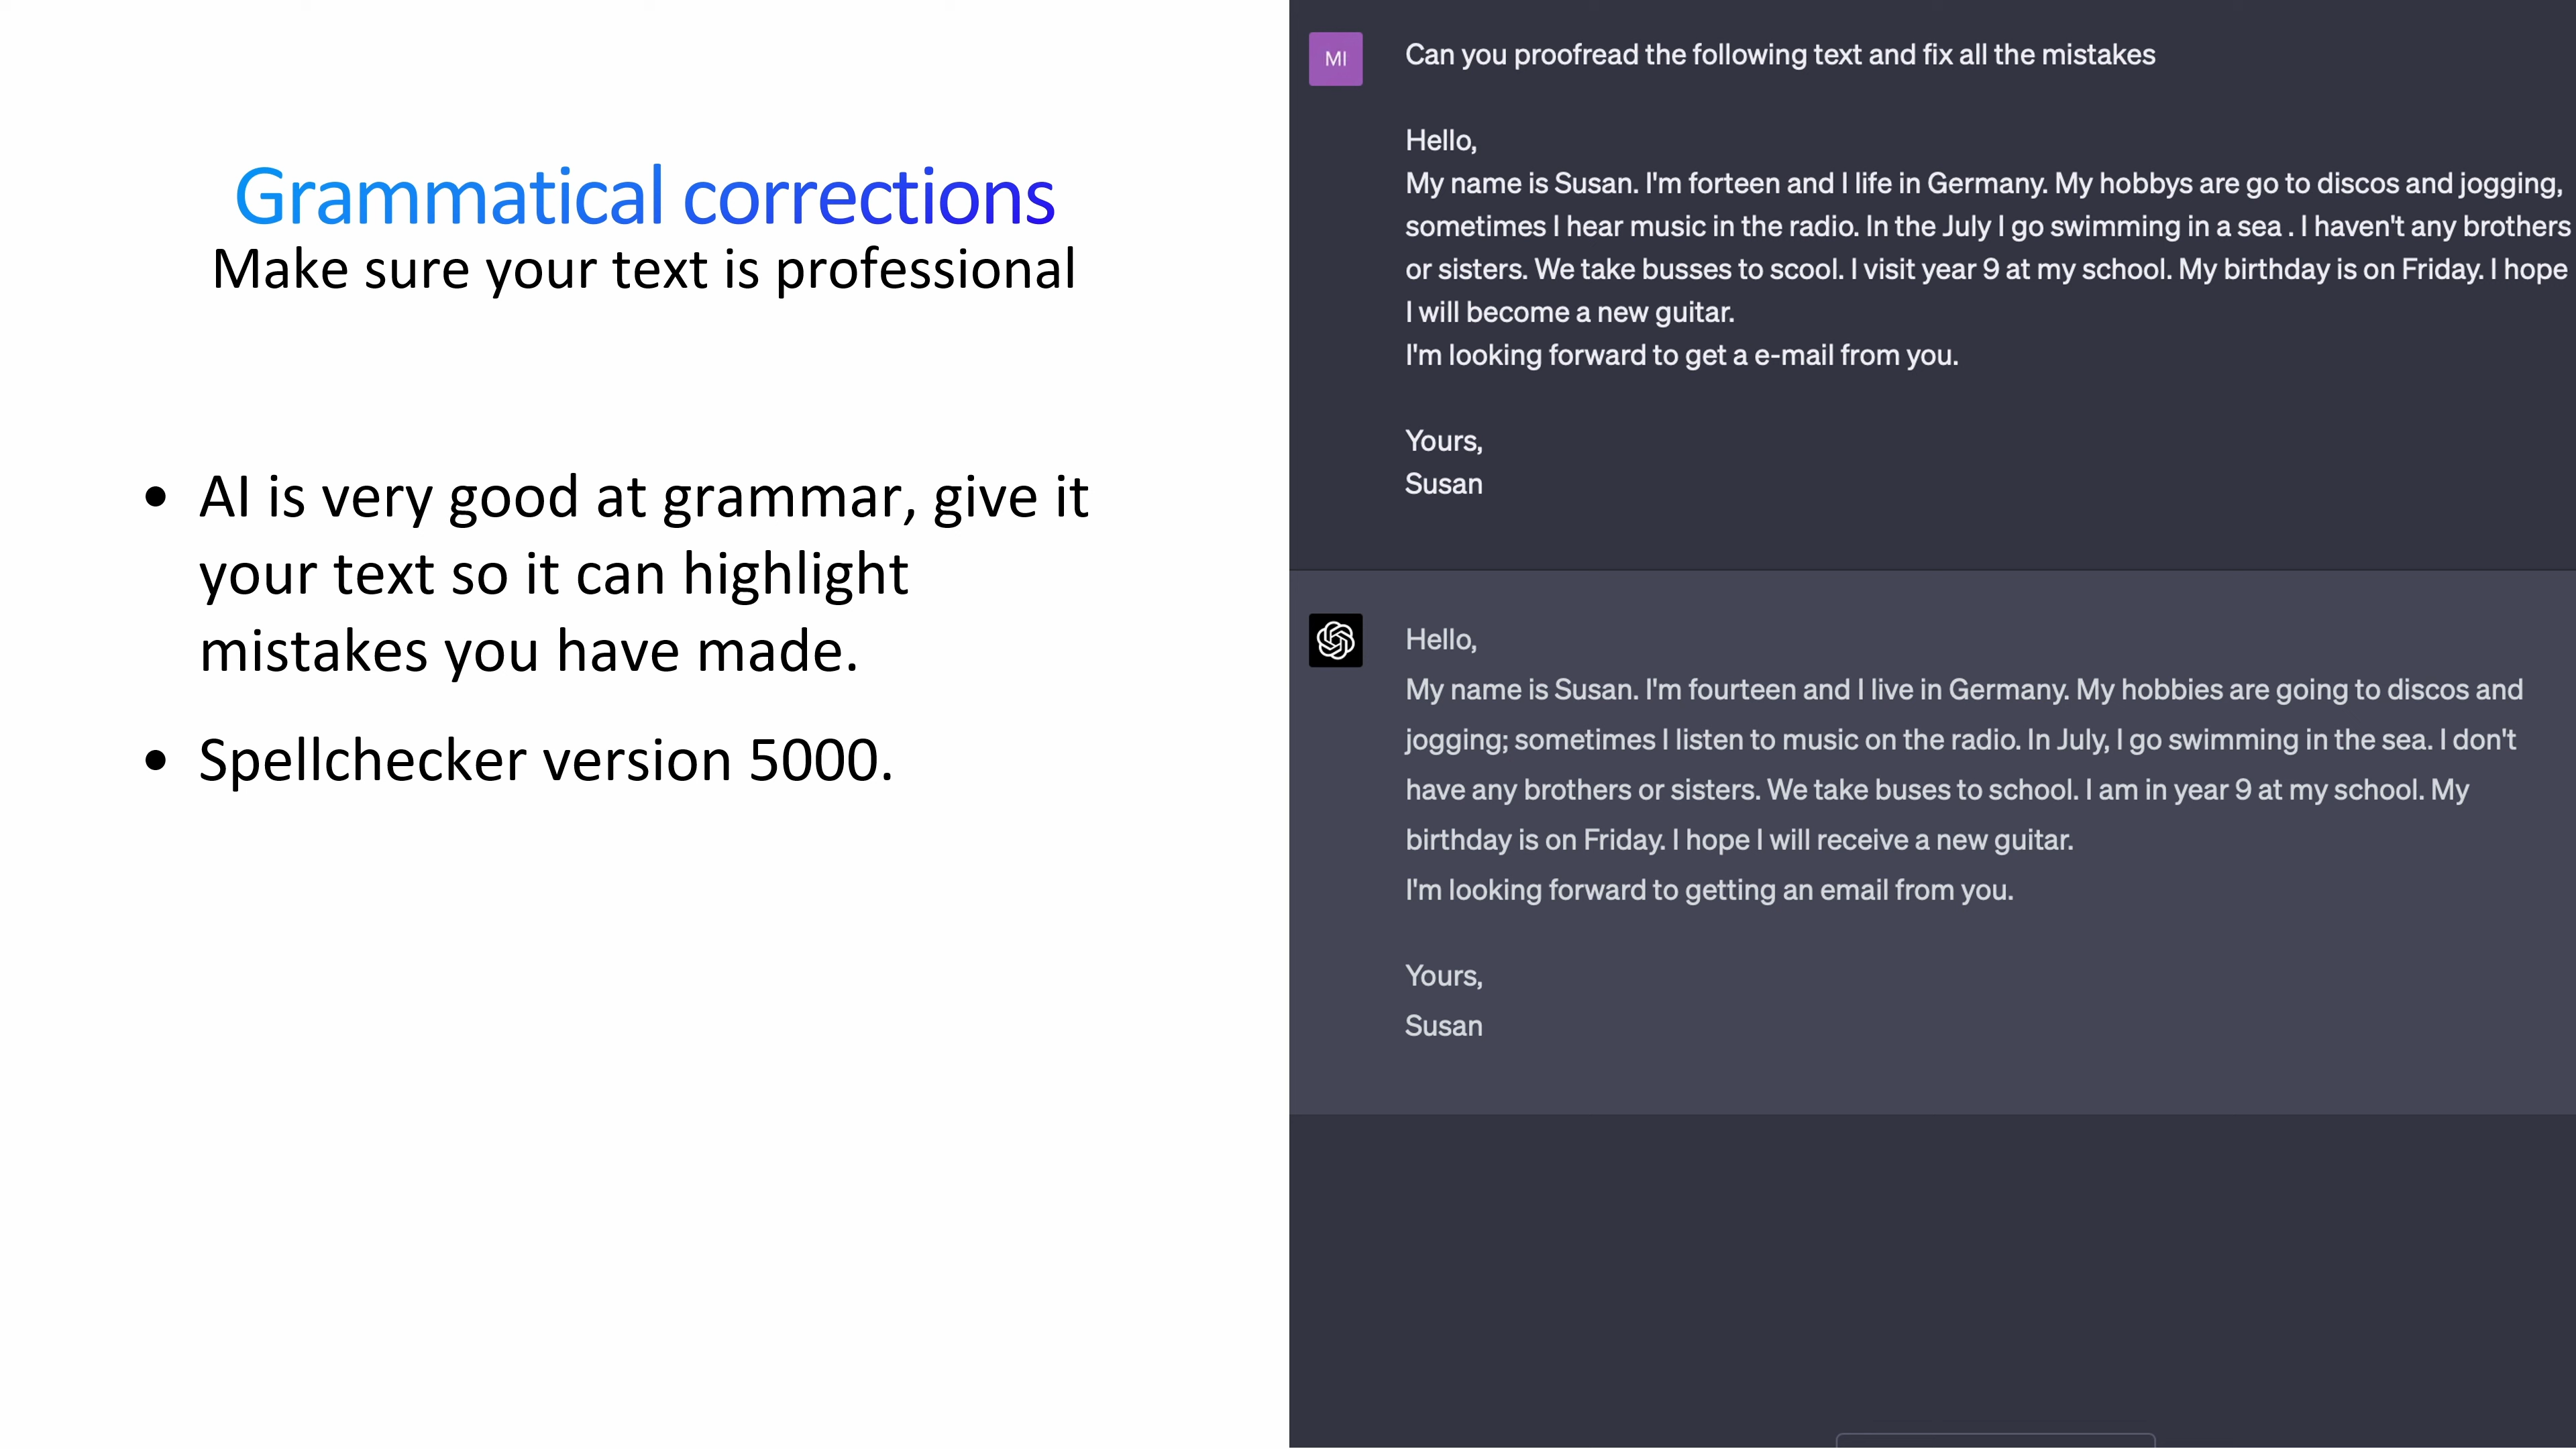 Grammatical corrections
Make sure your text is professional
• AI is very good at grammar, give it
your text so it can highlight
mistakes you have made.
• Spellchecker version 5000.
MI
Can you proofread the following text and fix all the mistakes
Hello,
My name is Susan. I'm forteen and I life in Germany. My hobbys are go to discos and jogging,
sometimes I hear music in the radio. In the July I go swimming in a sea . I haven't any brothers
or sisters. We take busses to scool. I visit year 9 at my school. My birthday is on Friday. I hope
I will become a new guitar.
I'm looking forward to get a e-mail from you.
Yours,
Susan
Hello,
My name is Susan. I'm fourteen and I live in Germany. My hobbies are going to discos and
jogging; sometimes I listen to music on the radio. In July, I go swimming in the sea. I don't
have any brothers or sisters. We take buses to school. I am in year 9 at my school. My
birthday is on Friday. I hope I will receive a new guitar.
I'm looking forward to getting an email from you.
Yours,
Susan